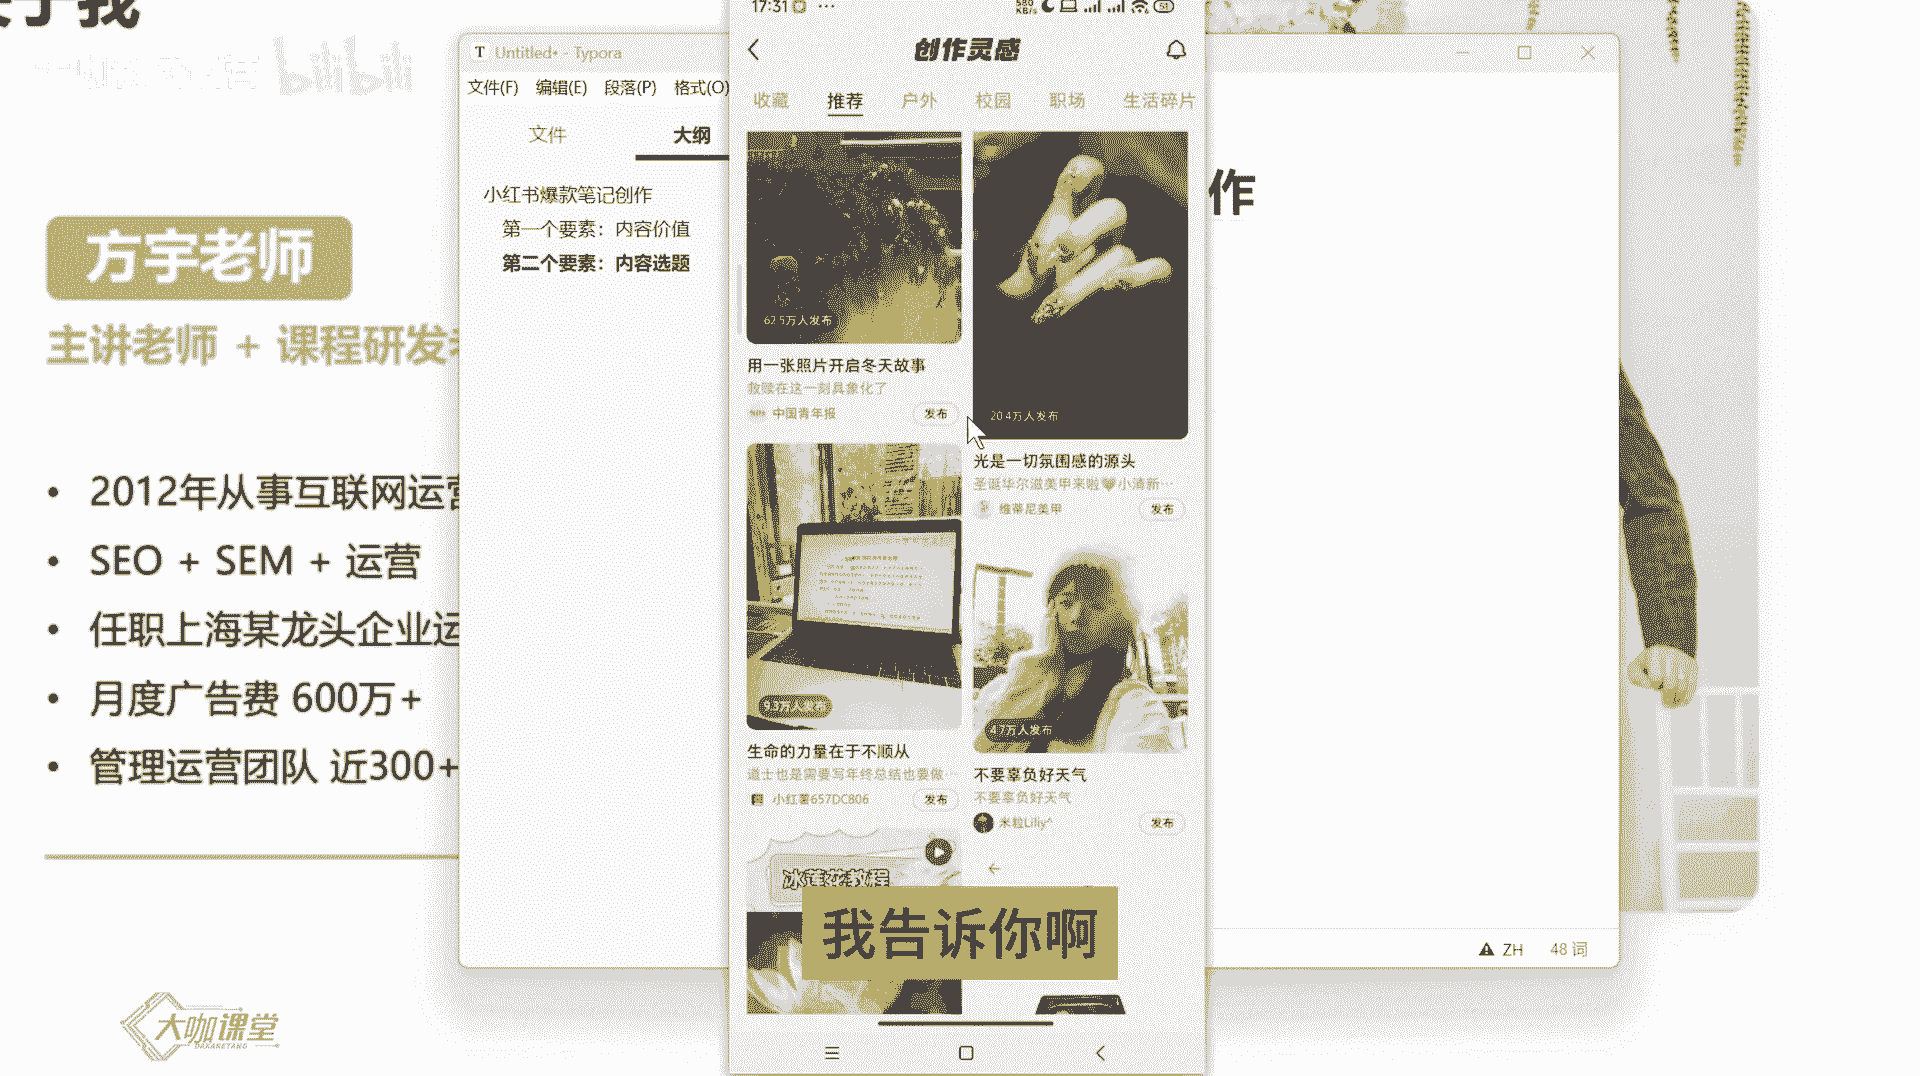 于我
bilibili
方宇老师
主讲老师 + 课程研发
• 2012年从事互联网运营
• SEO + SEM + 运营
• 任职上海某龙头企业运
• 月度广告费 600万+
• 管理运营团队 近300+
大咖课堂
DAKAKETANG
T Untitled• - Typora
文件(F) 编辑(E) 段落(P) 格式(O)
文件 大纲
小红书爆款笔记创作
第一个要素：内容价值
第二个要素：内容选题
作
ZH 48 词
17:31 ···
580 KB/s
创作灵感
收藏 推荐 户外 校园 职场 生活碎片
62.5万人发布
用一张照片开启冬天故事
救赎在这一刻具象化了
中国青年报 发布
20.4万人发布
光是一切氛围感的源头
圣诞华尔滋美甲来啦🤎小清新···
维蒂尼美甲 发布
9.3万人发布
生命的力量在于不顺从
道士也是需要写年终总结也要做···
小红薯657DC806 发布
4.7万人发布
不要辜负好天气
不要辜负好天气
米粒Liliy^ 发布
冰莲花教程
我告诉你啊